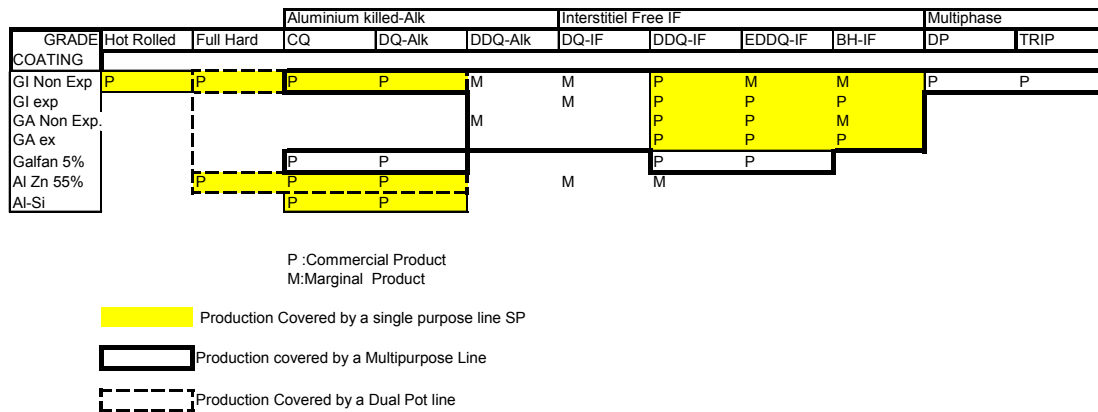 Aluminium killed-Alk Interstitiel Free IF Multiphase
GRADE Hot Rolled Full Hard CQ DQ-Alk DDQ-Alk DQ-IF DDQ-IF EDDQ-IF BH-IF DP TRIP
COATING
GI Non Exp P P P P M M P M M P P
GI exp M P P P
GA Non Exp. M P P M
GA ex P P P
Galfan 5% P P P P
Al Zn 55% P P P M M
Al-Si P P
P :Commercial Product
M:Marginal Product
Production Covered by a single purpose line SP
Production covered by a Multipurpose Line
Production Covered by a Dual Pot line